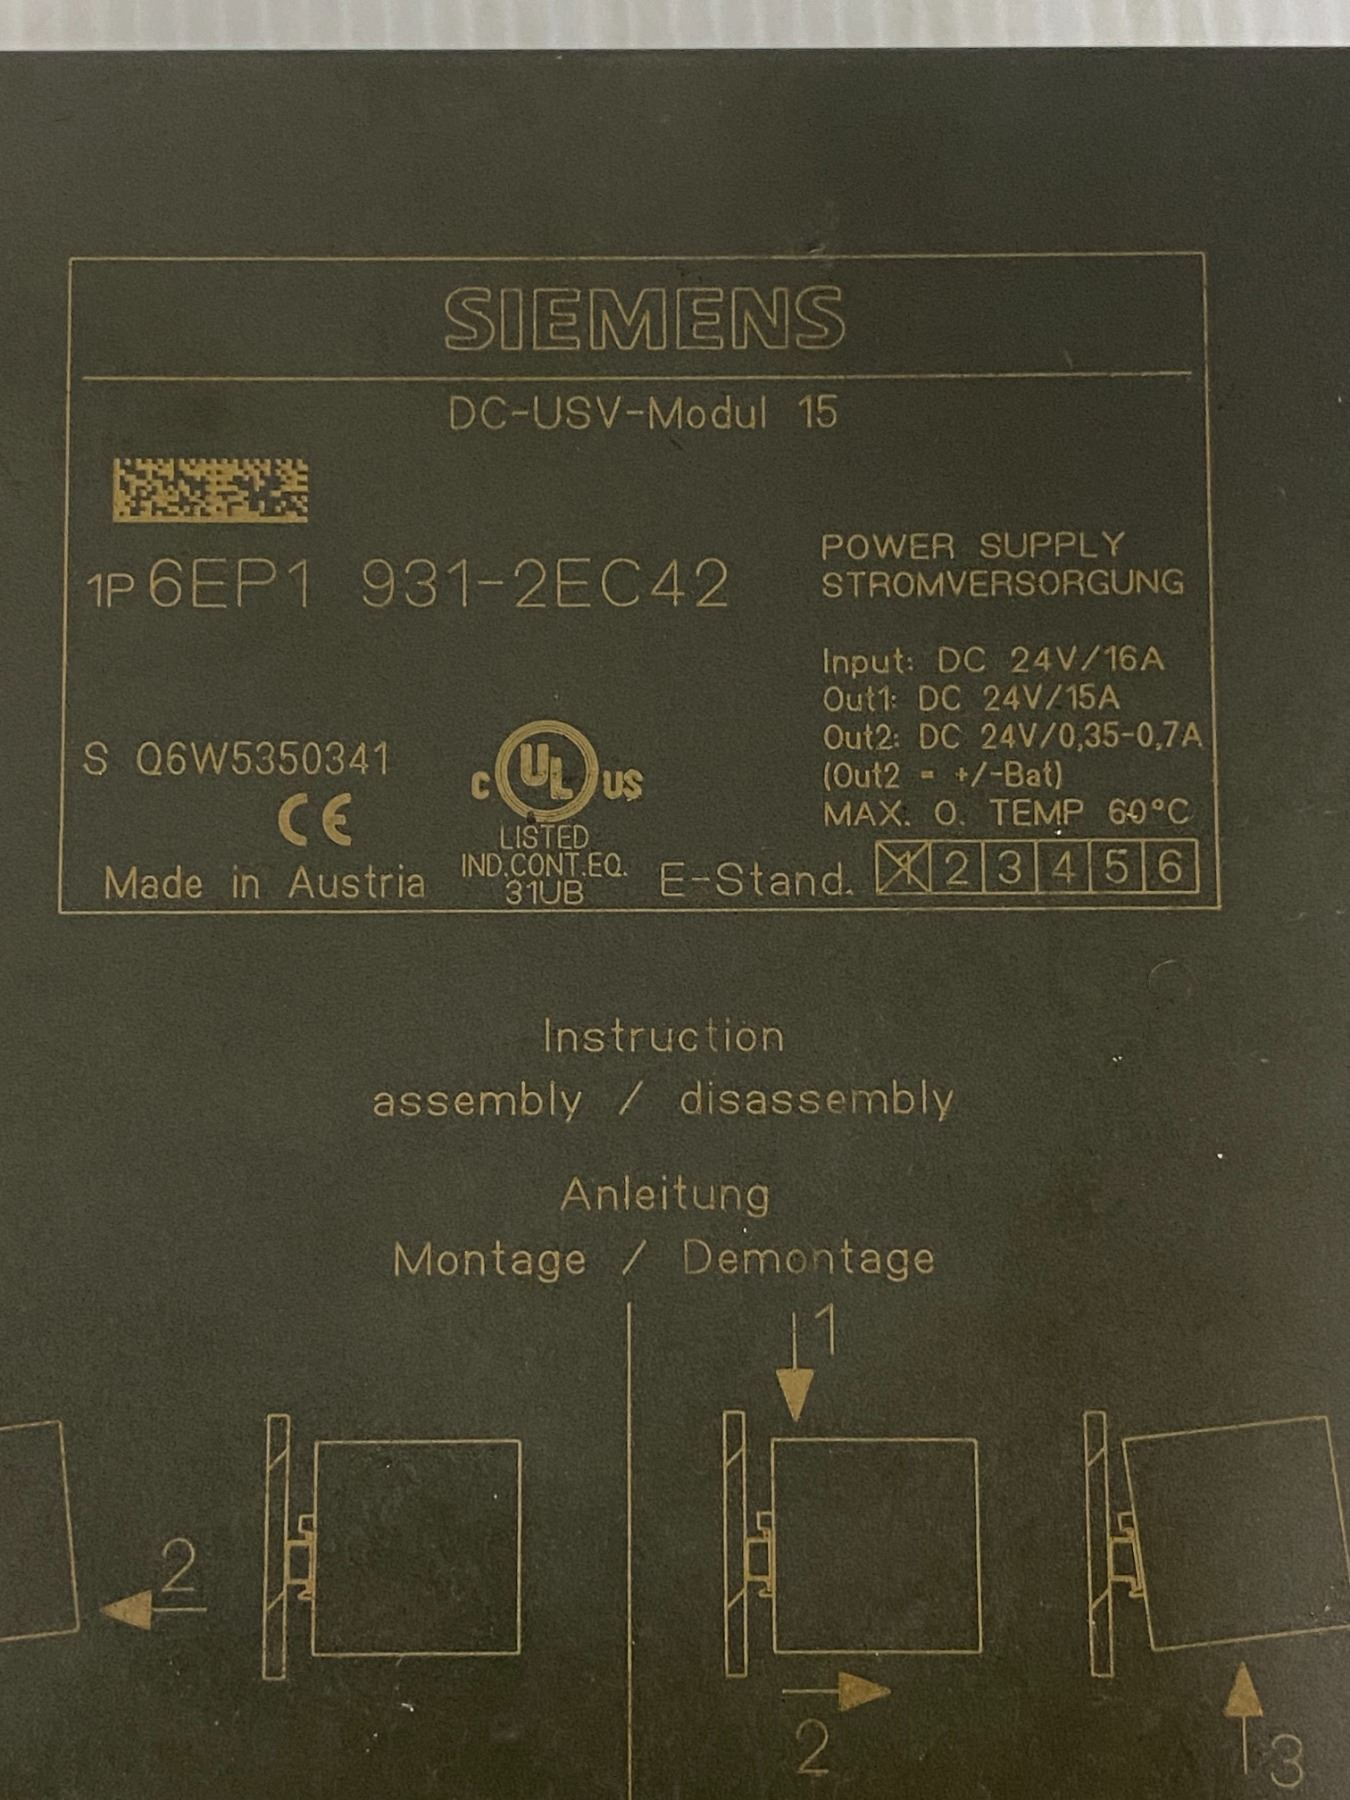 SIEMENS
DC-USV-Modul 15
1P 6EP1 931-2EC42
POWER SUPPLY
STROMVERSORGUNG
Input: DC 24V/16A
Out1: DC 24V/15A
Out2: DC 24V/0,35-0,7A
(Out2 = +/-Bat)
MAX. O. TEMP 60°C
S Q6W5350341
CE
C UL US
LISTED
IND.CONT.EQ.
31UB
Made in Austria
E-Stand. 1 2 3 4 5 6
Instruction
assembly / disassembly
Anleitung
Montage / Demontage
1
2
2
3